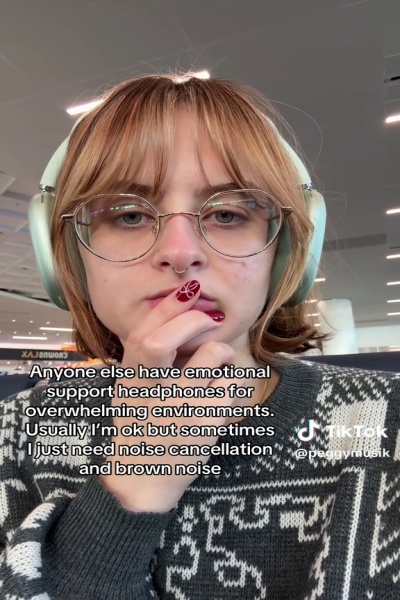 Anyone else have emotional
support headphones for
overwhelming environments.
Usually I'm ok but sometimes
I just need noise cancellation
and brown noise
TikTok
@peggymusik